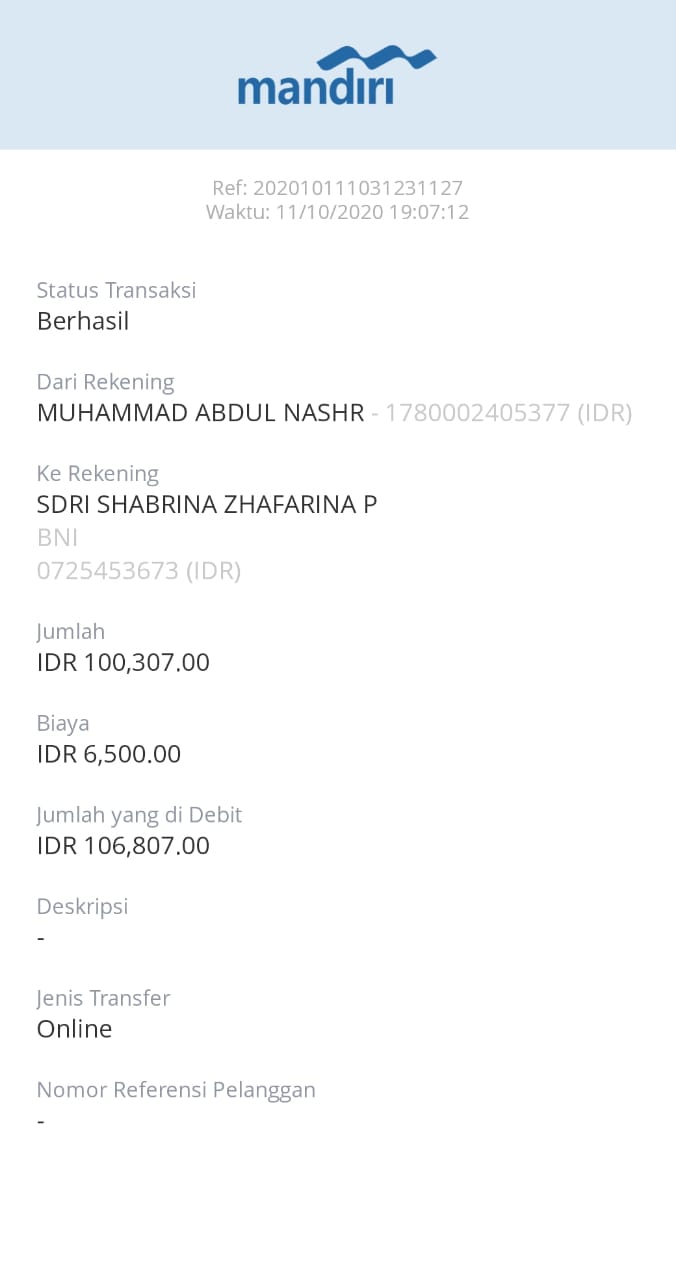 mandiri
Ref: 202010111031231127
Waktu: 11/10/2020 19:07:12
Status Transaksi
Berhasil
Dari Rekening
MUHAMMAD ABDUL NASHR - 1780002405377 (IDR)
Ke Rekening
SDRI SHABRINA ZHAFARINA P
BNI
0725453673 (IDR)
Jumlah
IDR 100,307.00
Biaya
IDR 6,500.00
Jumlah yang di Debit
IDR 106,807.00
Deskripsi
-
Jenis Transfer
Online
Nomor Referensi Pelanggan
-